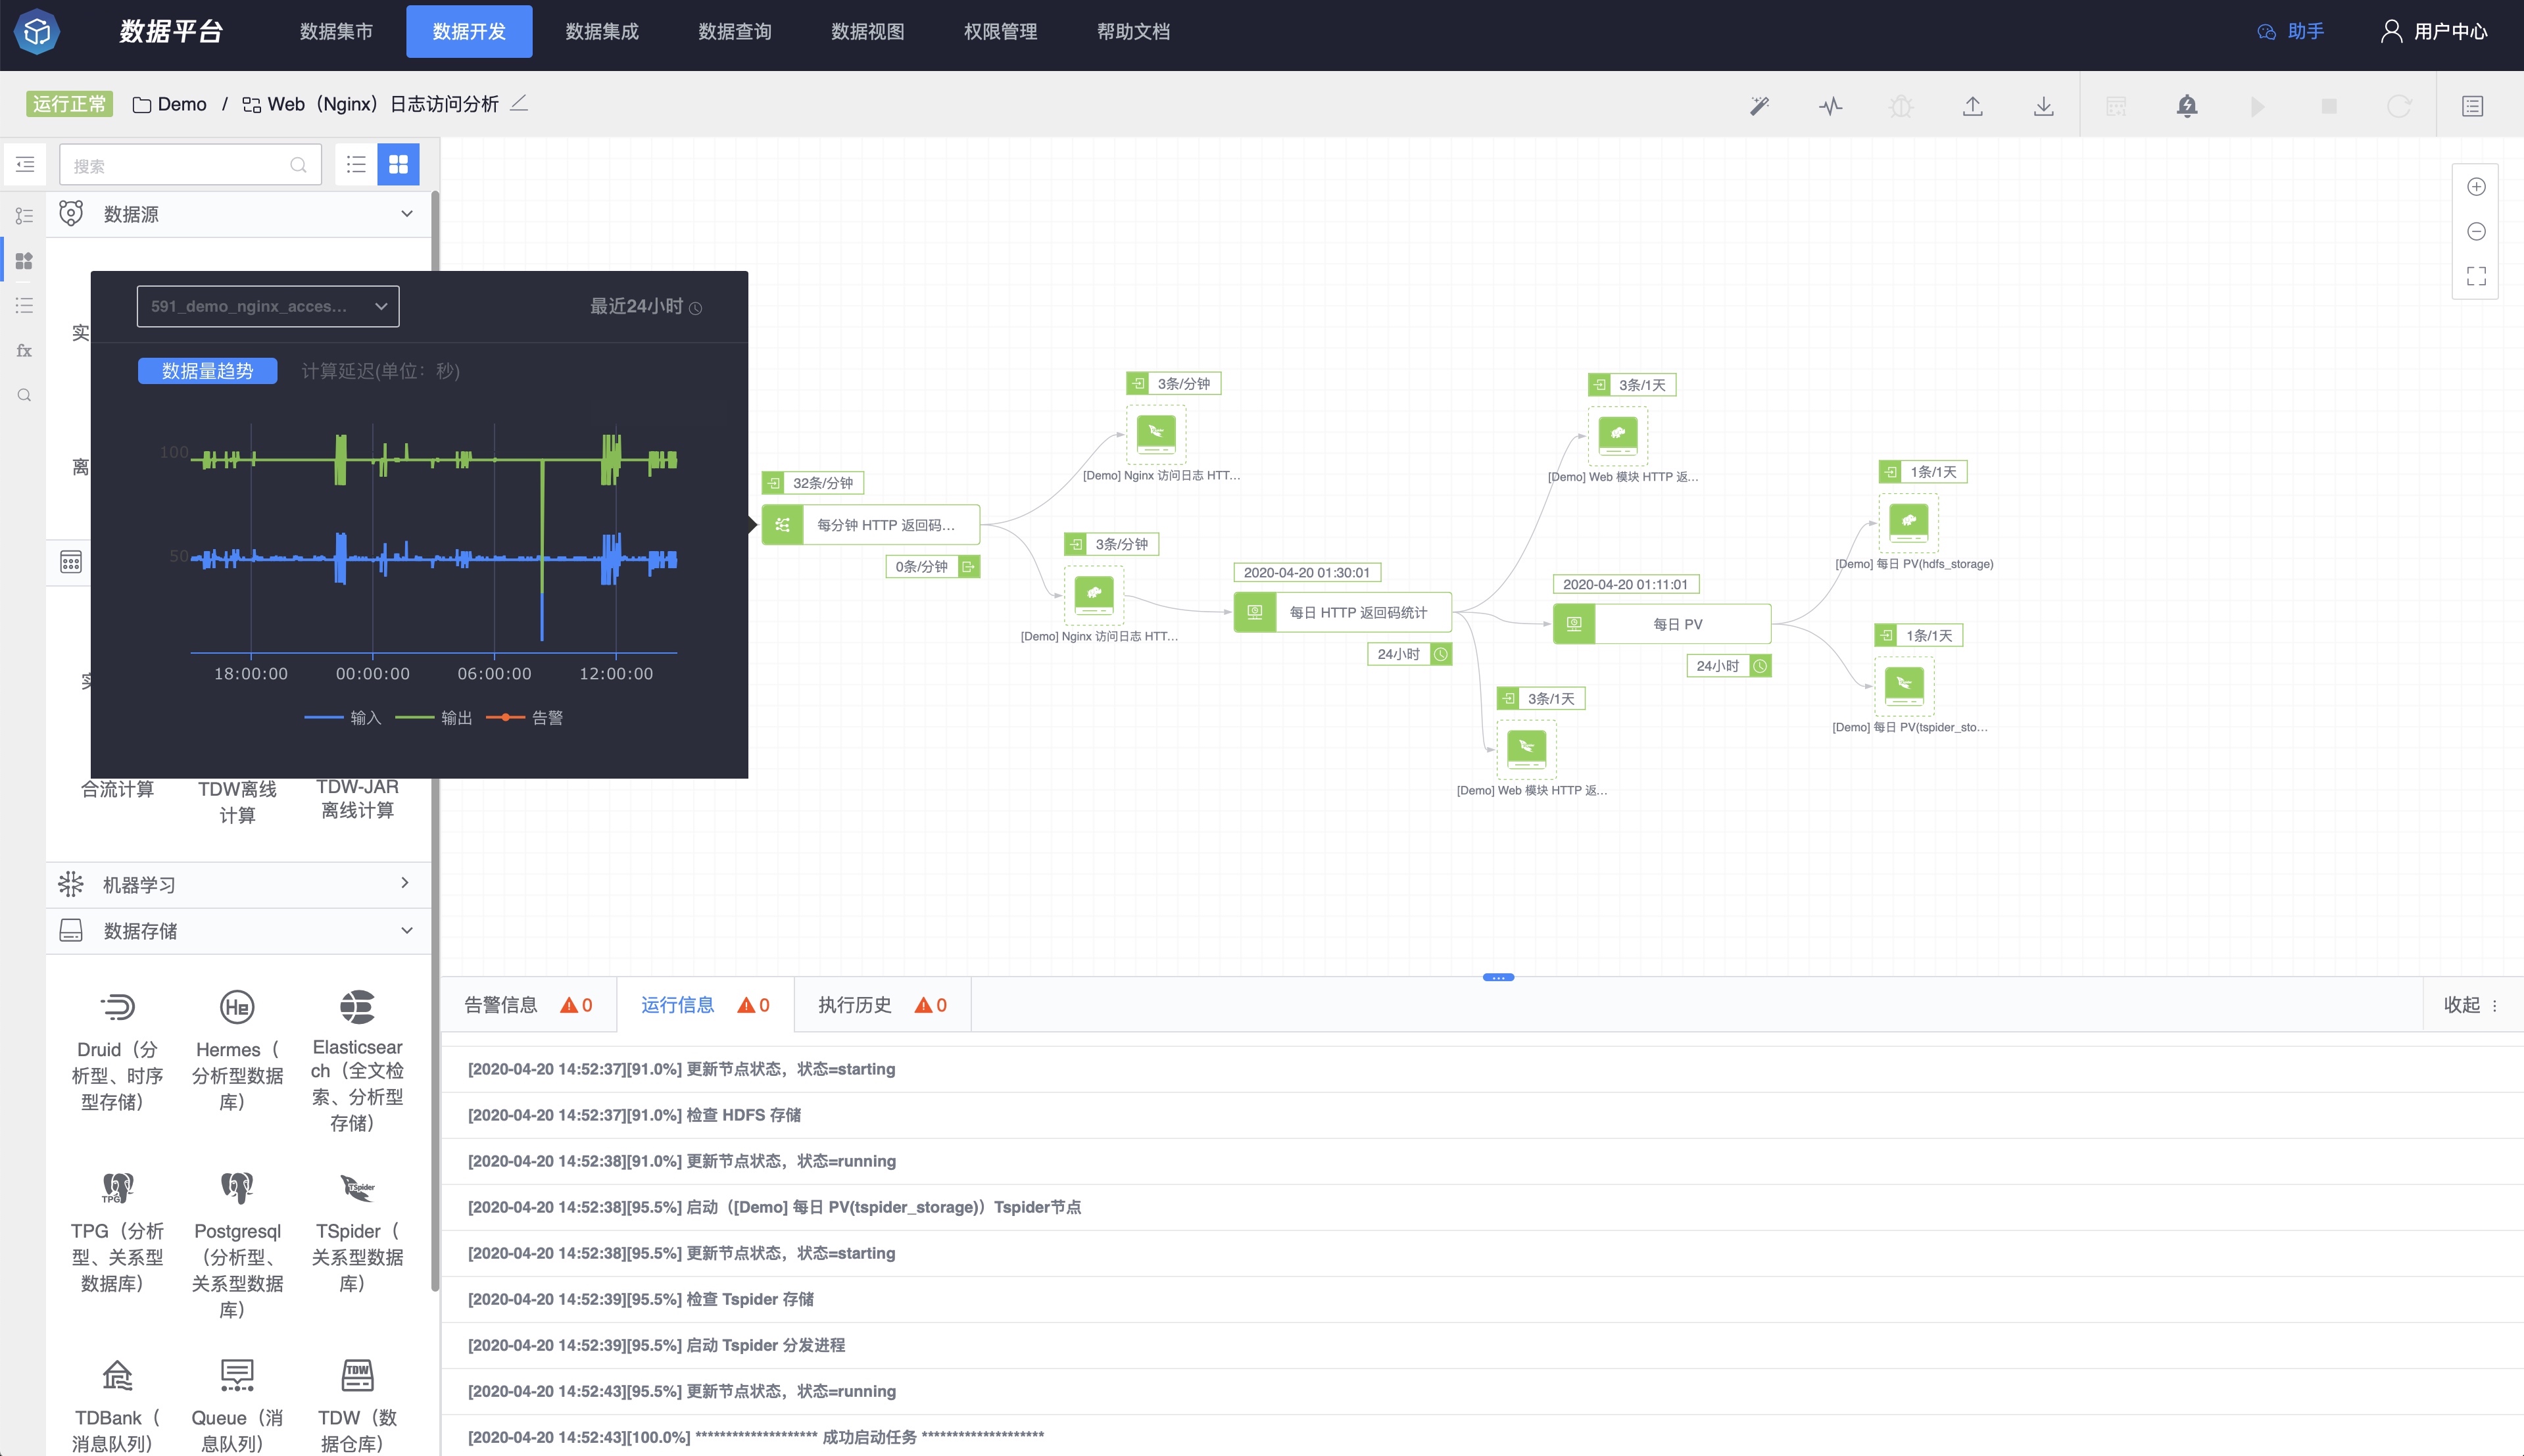 数据平台
数据集市
数据开发
数据集成
数据查询
数据视图
权限管理
帮助文档
助手
用户中心
运行正常
Demo / Web（Nginx）日志访问分析
搜索
数据源
实
离
591_demo_nginx_acces...
最近24小时
数据量趋势
计算延迟(单位：秒)
100
50
18:00:00
00:00:00
06:00:00
12:00:00
输入
输出
告警
合流计算
TDW离线
计算
TDW-JAR
离线计算
机器学习
数据存储
Druid（分
析型、时序
型存储）
Hermes（
分析型数据
库）
Elasticsear
ch（全文检
索、分析型
存储）
TPG
TPG（分析
型、关系型
数据库）
Postgresql
（分析型、
关系型数据
库）
TSpider
TSpider（
关系型数据
库）
TDBank（
消息队列）
Queue（消
息队列）
TDW
TDW（数
据仓库）
32条/分钟
每分钟 HTTP 返回码...
0条/分钟
3条/分钟
[Demo] Nginx 访问日志 HTT...
3条/分钟
[Demo] Nginx 访问日志 HTT...
2020-04-20 01:30:01
每日 HTTP 返回码统计
24小时
3条/1天
[Demo] Web 模块 HTTP 返...
2020-04-20 01:11:01
每日 PV
24小时
3条/1天
[Demo] Web 模块 HTTP 返...
1条/1天
[Demo] 每日 PV(hdfs_storage)
1条/1天
[Demo] 每日 PV(tspider_sto...
告警信息 0
运行信息 0
执行历史 0
收起
[2020-04-20 14:52:37][91.0%] 更新节点状态，状态=starting
[2020-04-20 14:52:37][91.0%] 检查 HDFS 存储
[2020-04-20 14:52:38][91.0%] 更新节点状态，状态=running
[2020-04-20 14:52:38][95.5%] 启动（[Demo] 每日 PV(tspider_storage)）Tspider节点
[2020-04-20 14:52:38][95.5%] 更新节点状态，状态=starting
[2020-04-20 14:52:39][95.5%] 检查 Tspider 存储
[2020-04-20 14:52:39][95.5%] 启动 Tspider 分发进程
[2020-04-20 14:52:43][95.5%] 更新节点状态，状态=running
[2020-04-20 14:52:43][100.0%] ******************** 成功启动任务 ********************